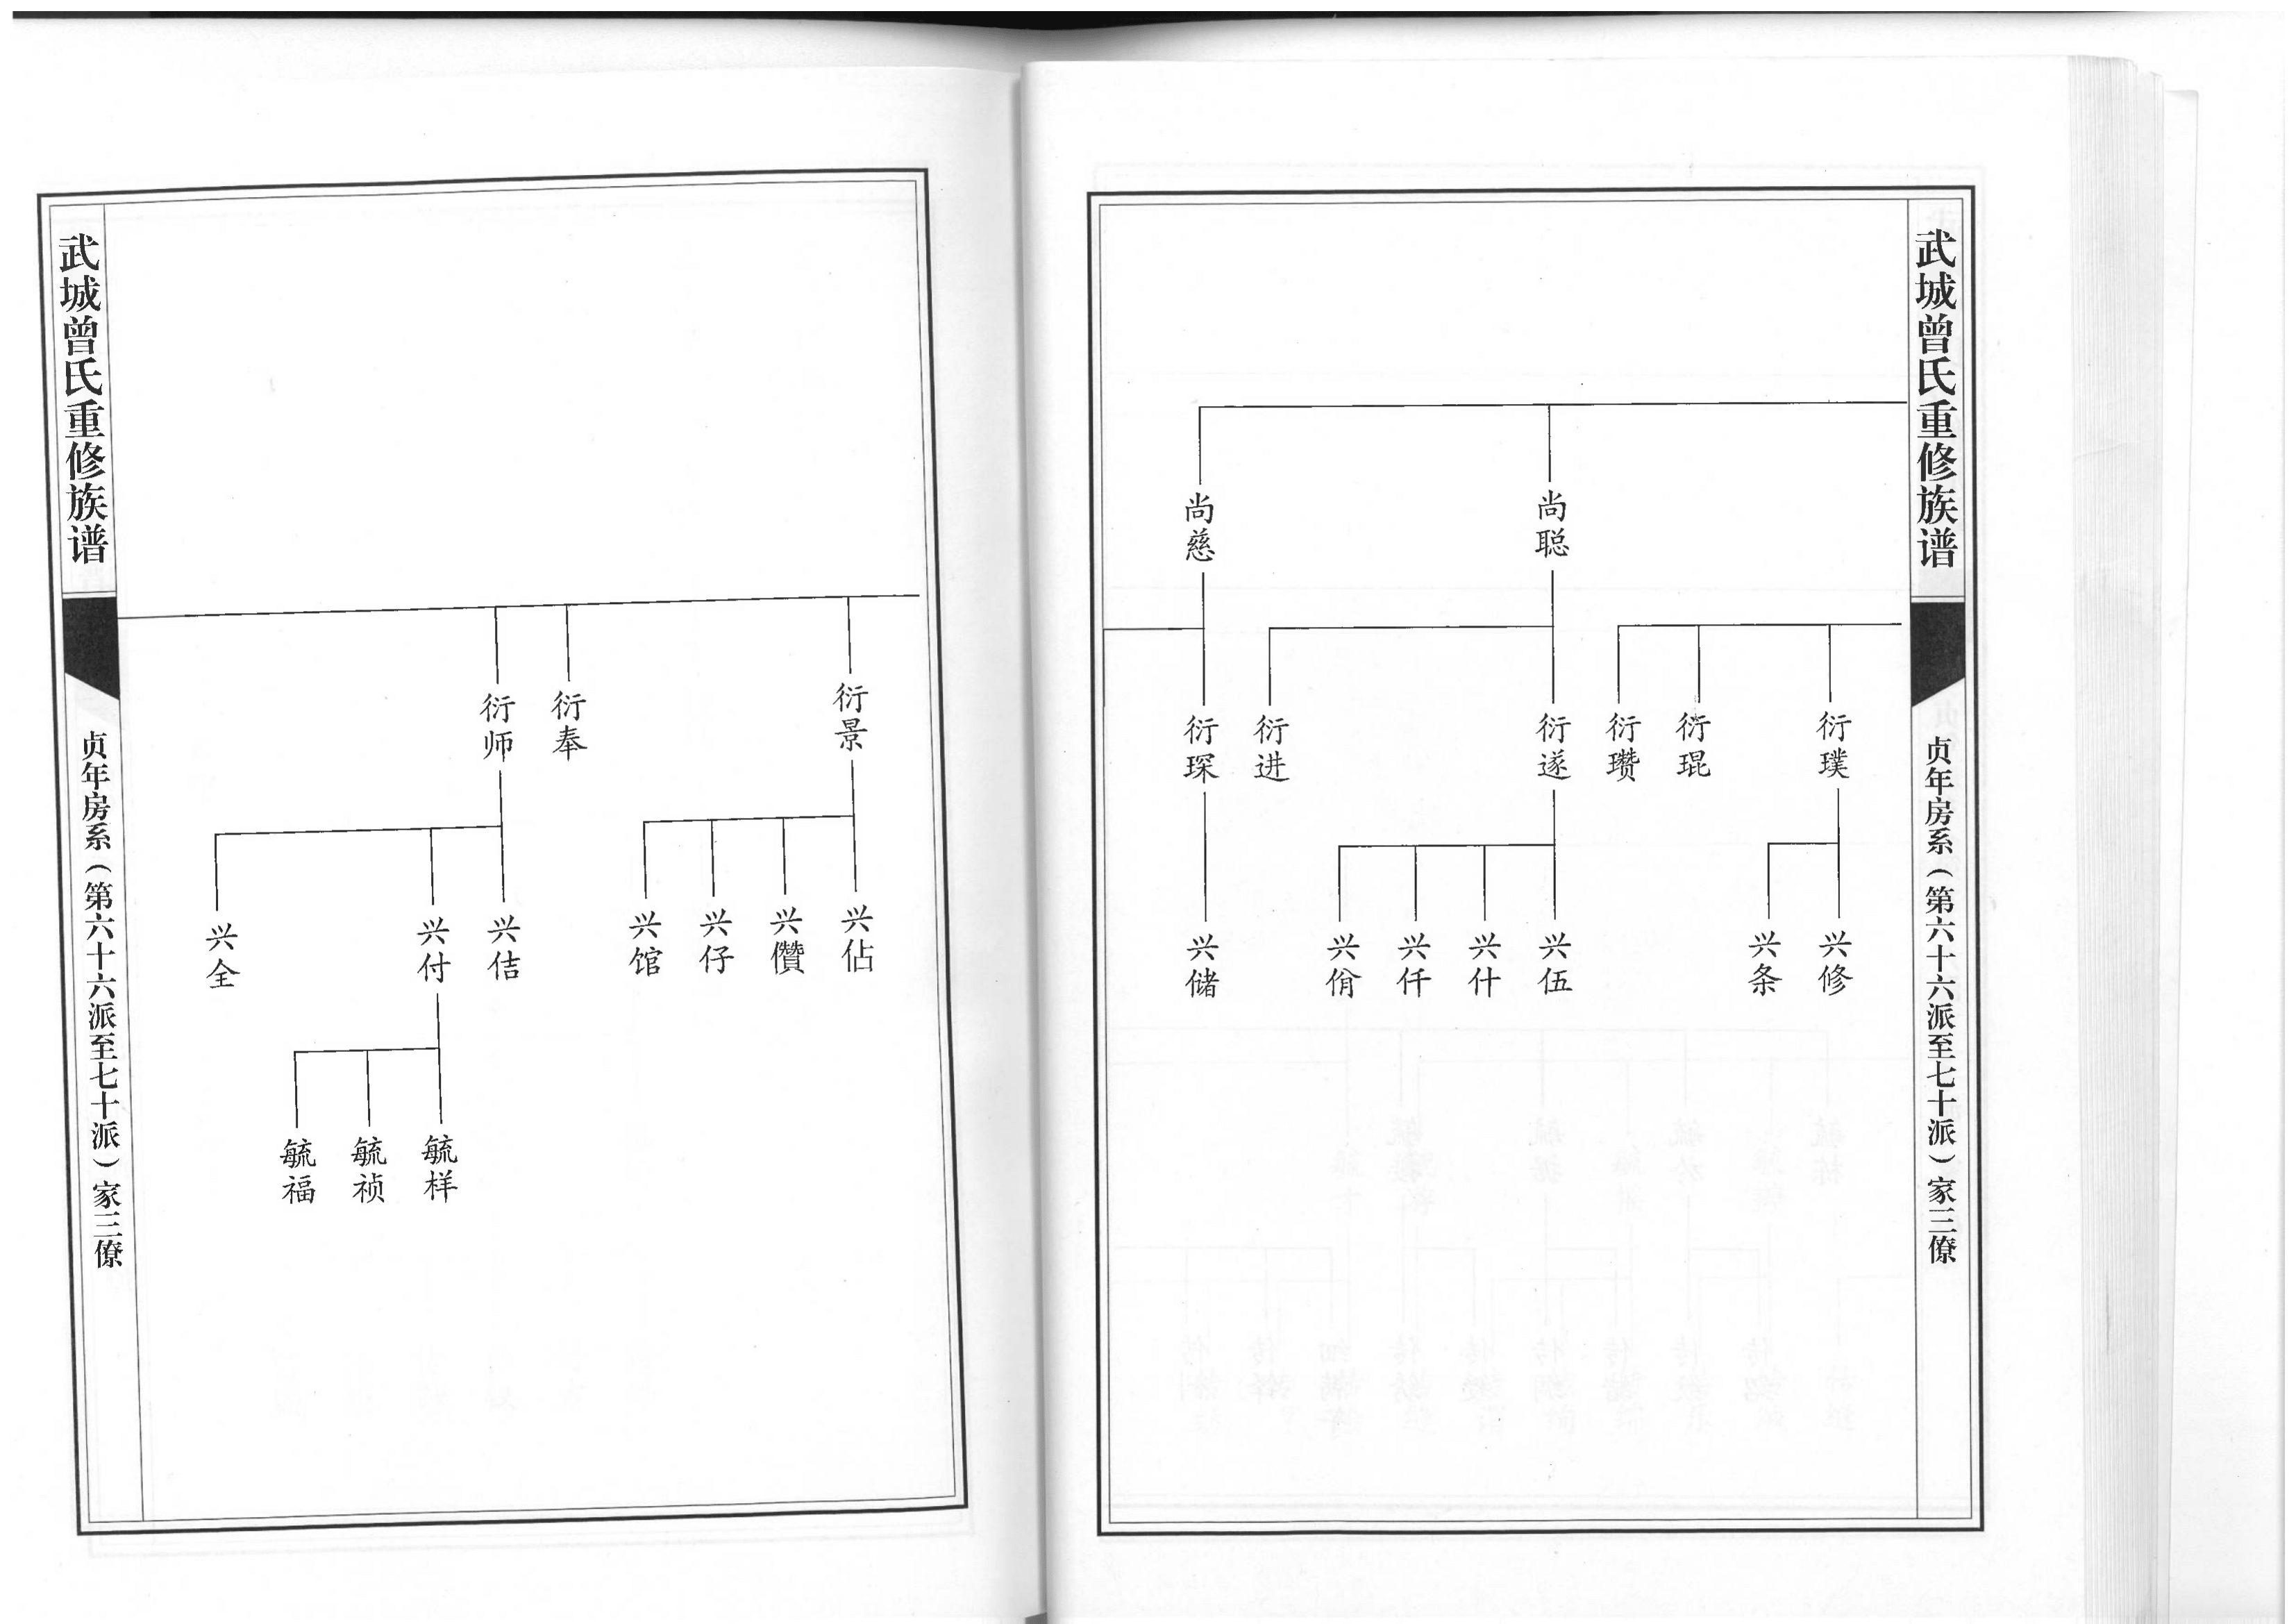 武城曾氏重修族谱
贞年房系（第六十六派至七十派）家三僚
尚聪
尚慈
衍璞
衍琨
衍瓒
衍遂
衍进
衍琛
兴修
兴条
兴伍
兴什
兴仟
兴佾
兴储
衍景
衍奉
衍师
兴佔
兴儹
兴仔
兴馆
兴佶
兴付
兴全
毓样
毓祯
毓福
武城曾氏重修族谱
贞年房系（第六十六派至七十派）家三僚